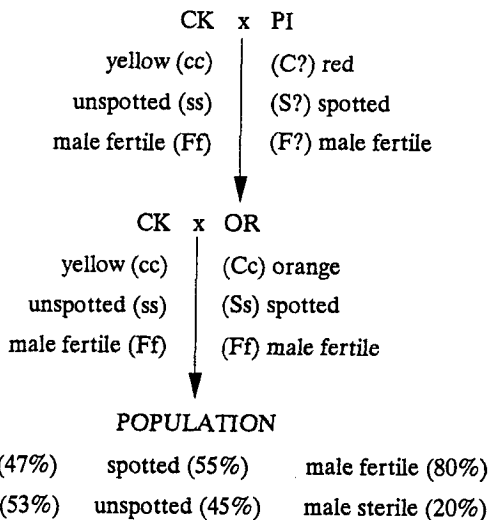 CK x PI
yellow (cc) (C?) red
unspotted (ss) (S?) spotted
male fertile (Ff) (F?) male fertile
CK x OR
yellow (cc) (Cc) orange
unspotted (ss) (Ss) spotted
male fertile (Ff) (Ff) male fertile
POPULATION
(47%) spotted (55%) male fertile (80%)
(53%) unspotted (45%) male sterile (20%)